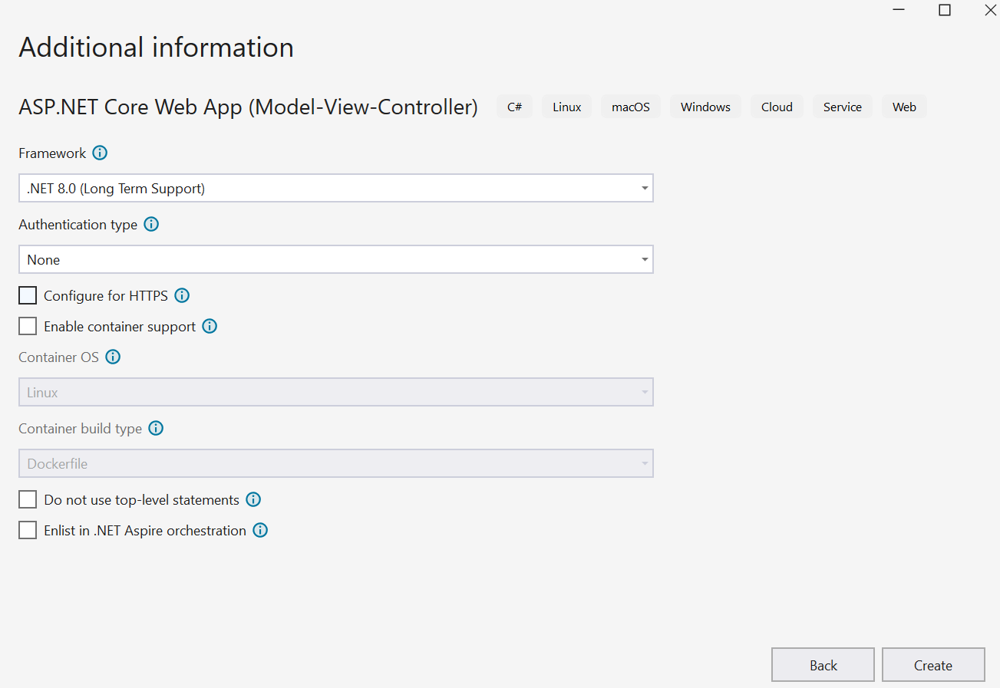 Additional information
ASP.NET Core Web App (Model-View-Controller) C# Linux macOS Windows Cloud Service Web
Framework
.NET 8.0 (Long Term Support)
Authentication type
None
Configure for HTTPS
Enable container support
Container OS
Linux
Container build type
Dockerfile
Do not use top-level statements
Enlist in .NET Aspire orchestration
Back Create